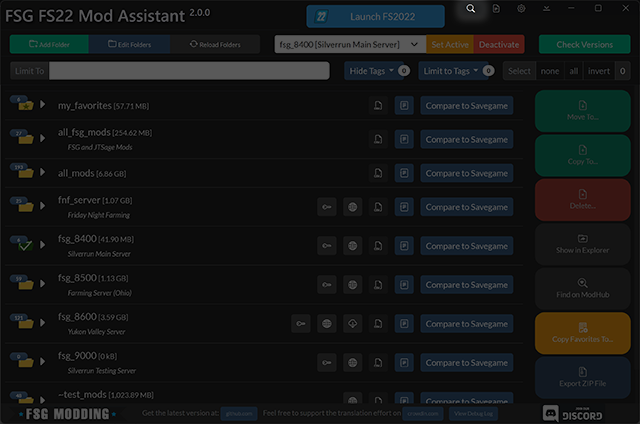 FSG FS22 Mod Assistant 2.0.0
22 Launch FS2022
Add Folder Edit Folders Reload Folders fsg_8400 [Silverrun Main Server] Set Active Deactivate Check Versions
Limit To Hide Tags 0 Limit to Tags 0 Select none all invert 0
my_favorites [57.71 MB] Compare to Savegame
all_fsg_mods [254.62 MB] Compare to Savegame
FSG and JTSage Mods
all_mods [6.86 GB] Compare to Savegame
fnf_server [1.07 GB] Compare to Savegame
Friday Night Farming
fsg_8400 [41.90 MB] Compare to Savegame
Silverrun Main Server
fsg_8500 [1.13 GB] Compare to Savegame
Farming Server (Ohio)
fsg_8600 [3.59 GB] Compare to Savegame
Yukon Valley Server
fsg_9000 [0 kB] Compare to Savegame
Silverrun Testing Server
~test_mods [1,023.89 MB] Compare to Savegame
Move To...
Copy To...
Delete...
Show in Explorer
Find on ModHub
Copy Favorites To...
Export ZIP File
FSG MODDING Get the latest version at: github.com Feel free to support the translation effort on crowdin.com View Debug Log DISCORD